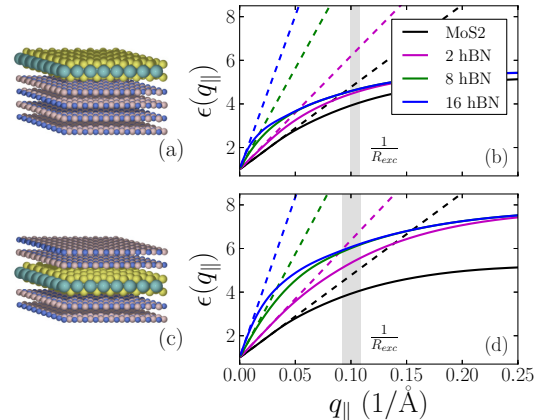 (a)
ϵ(q∥)
8
6
4
2
MoS2
2 hBN
8 hBN
16 hBN
1/R_exc
(b)
(c)
ϵ(q∥)
8
6
4
2
1/R_exc
(d)
0.00 0.05 0.10 0.15 0.20 0.25
q∥ (1/Å)